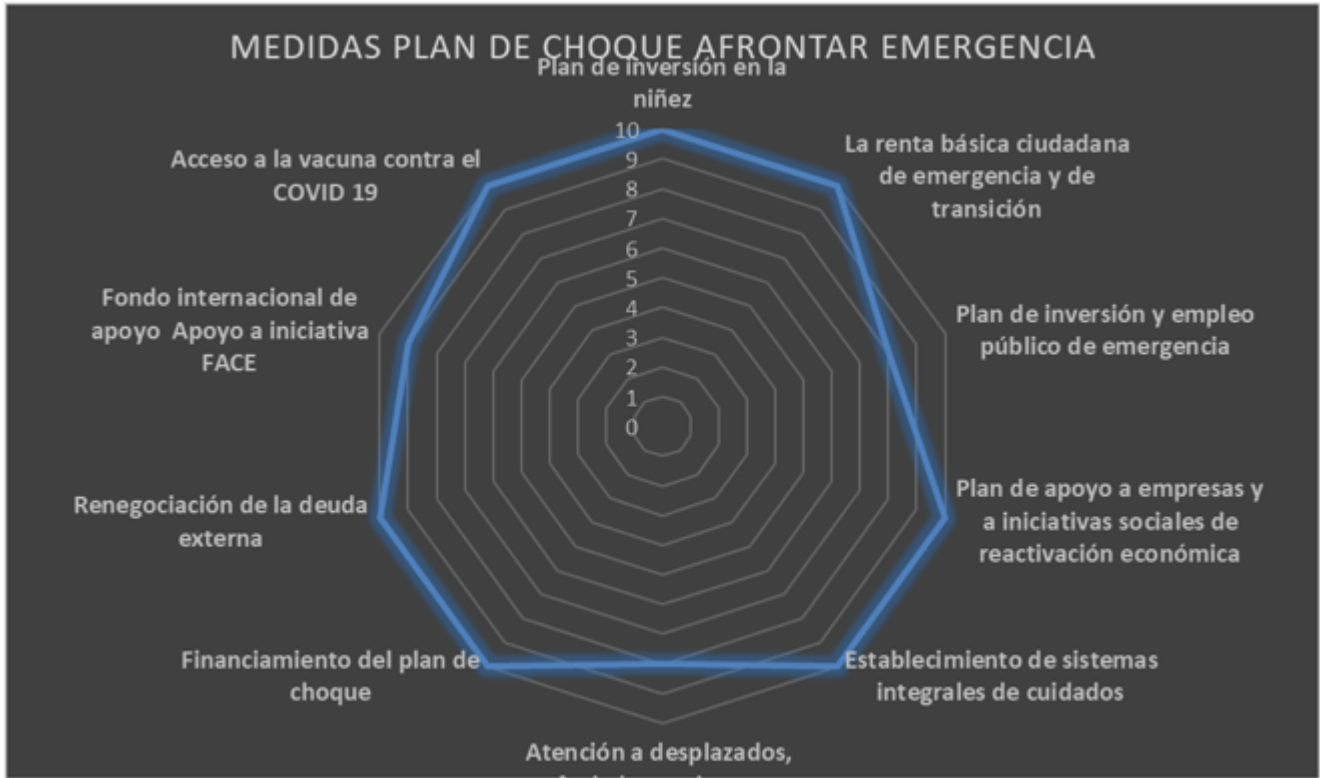 MEDIDAS PLAN DE CHOQUE AFRONTAR EMERGENCIA
Plan de inversión en la
niñez
La renta básica ciudadana
de emergencia y de
transición
Plan de inversión y empleo
público de emergencia
Plan de apoyo a empresas y
a iniciativas sociales de
reactivación económica
Establecimiento de sistemas
integrales de cuidados
Atención a desplazados,
Financiamiento del plan de
choque
Renegociación de la deuda
externa
Fondo internacional de
apoyo Apoyo a iniciativa
FACE
Acceso a la vacuna contra el
COVID 19
10
9
8
7
6
5
4
3
2
1
0